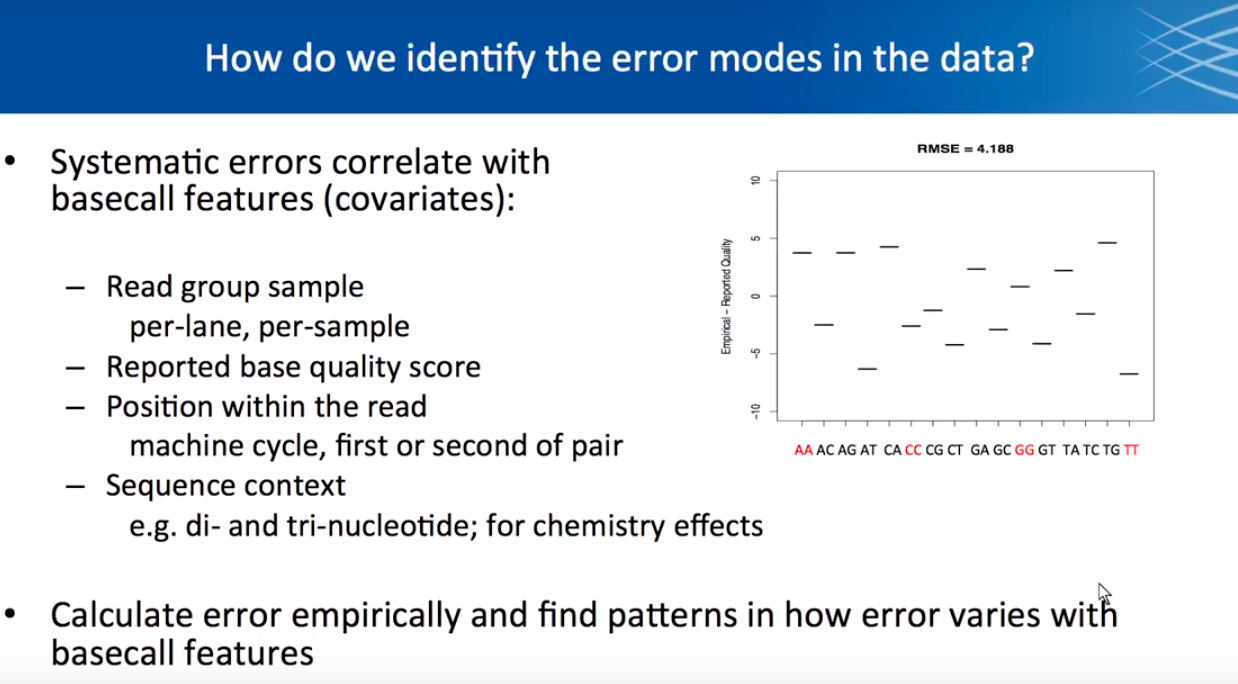 How do we identify the error modes in the data?
• Systematic errors correlate with
basecall features (covariates):
– Read group sample
per-lane, per-sample
– Reported base quality score
– Position within the read
machine cycle, first or second of pair
– Sequence context
e.g. di- and tri-nucleotide; for chemistry effects
• Calculate error empirically and find patterns in how error varies with
basecall features
RMSE = 4.188
Empirical – Reported Quality
10
5
0
-5
-10
AA AC AG AT CA CC CG CT GA GC GG GT TA TC TG TT